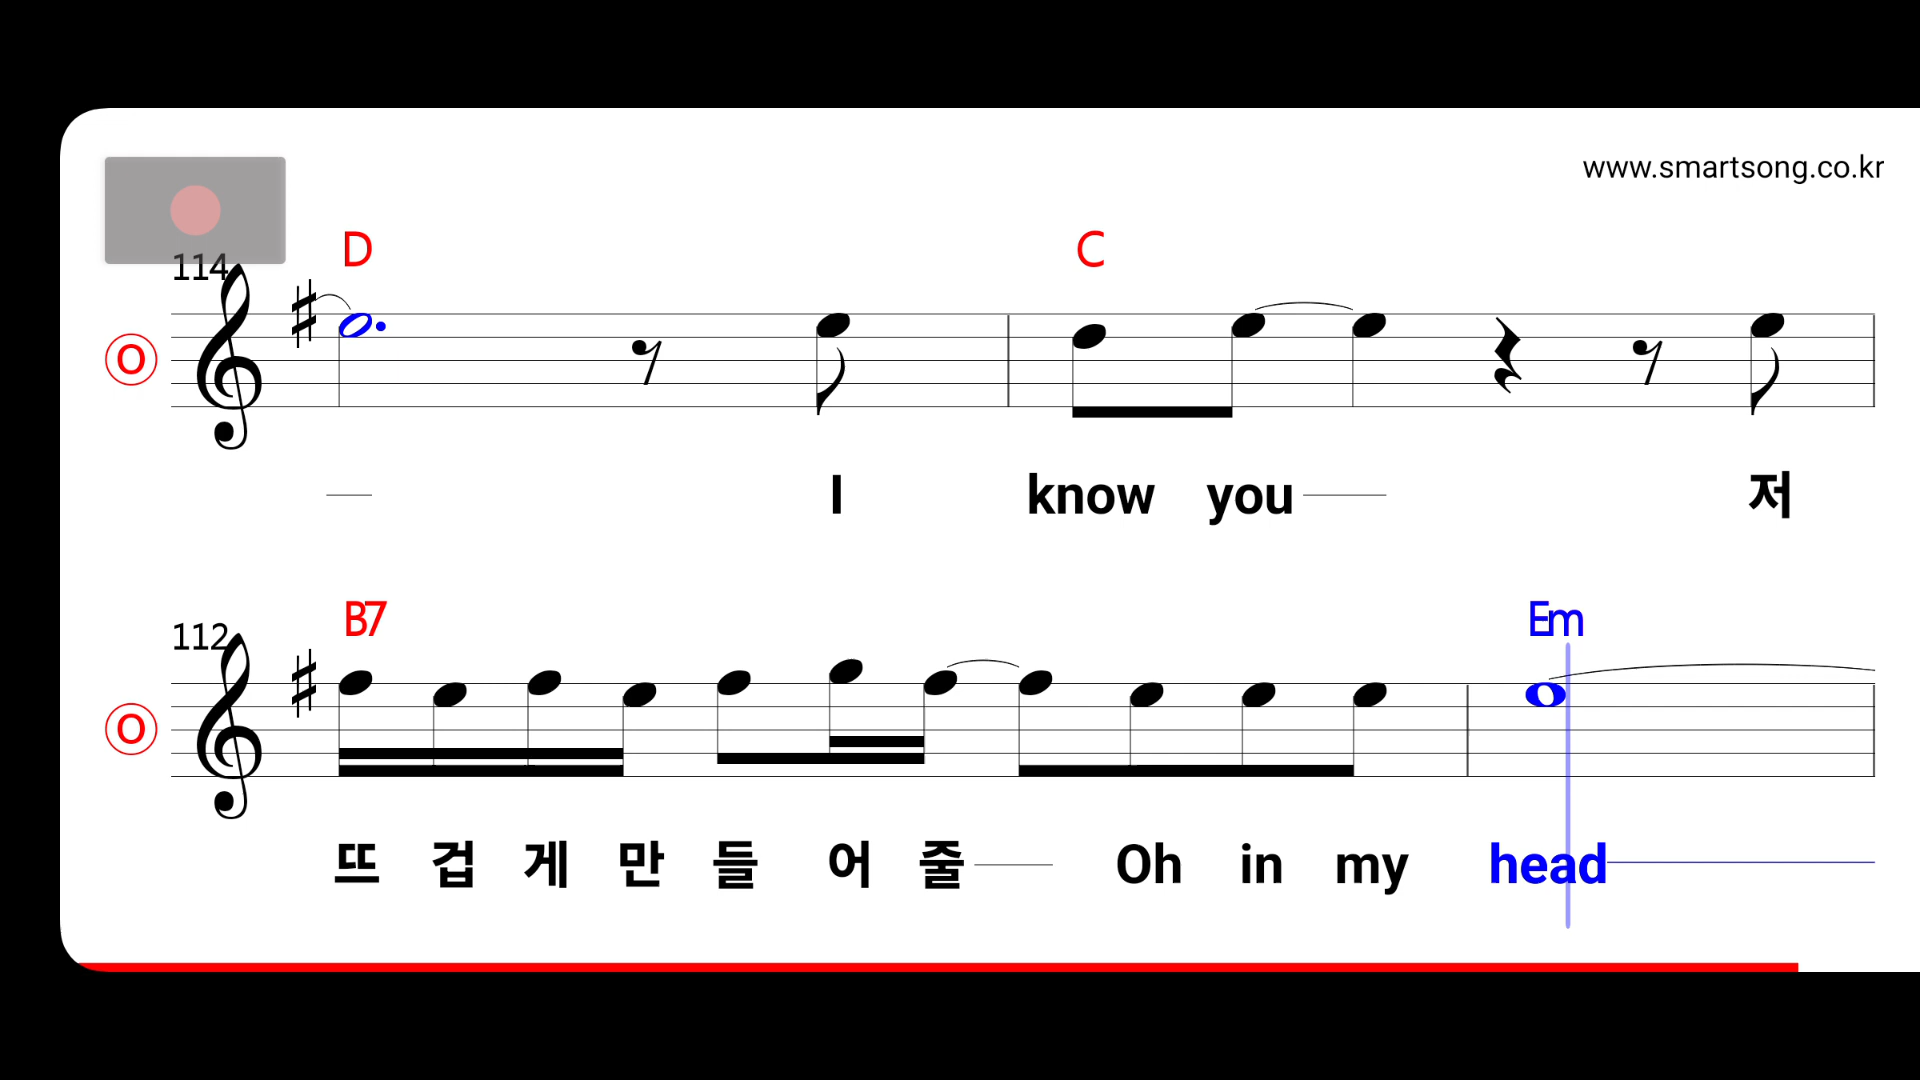 www.smartsong.co.kr
114
D C
O
I know you 저
112
B7 Em
O
뜨 겁 게 만 들 어 줄 Oh in my head